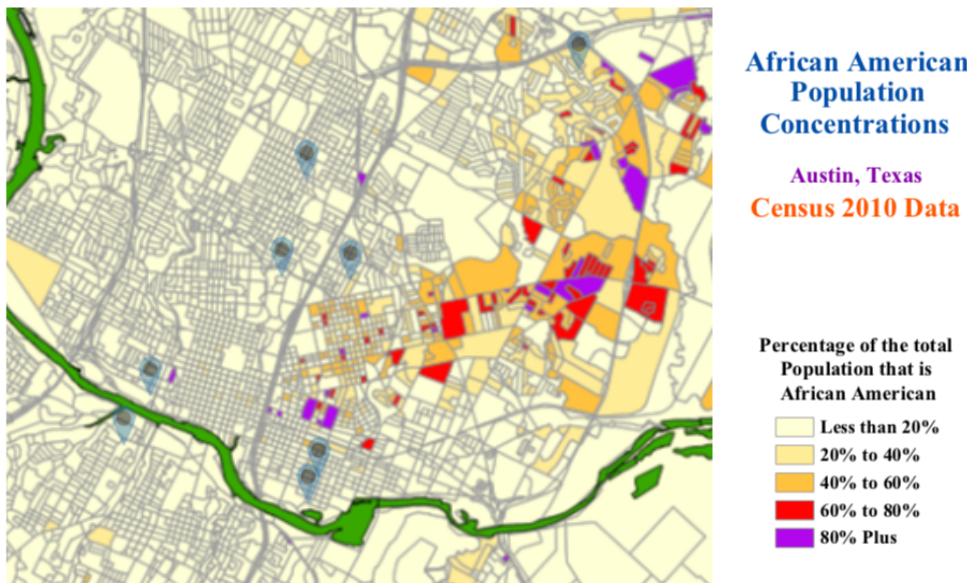 African American
Population
Concentrations
Austin, Texas
Census 2010 Data
Percentage of the total
Population that is
African American
Less than 20%
20% to 40%
40% to 60%
60% to 80%
80% Plus